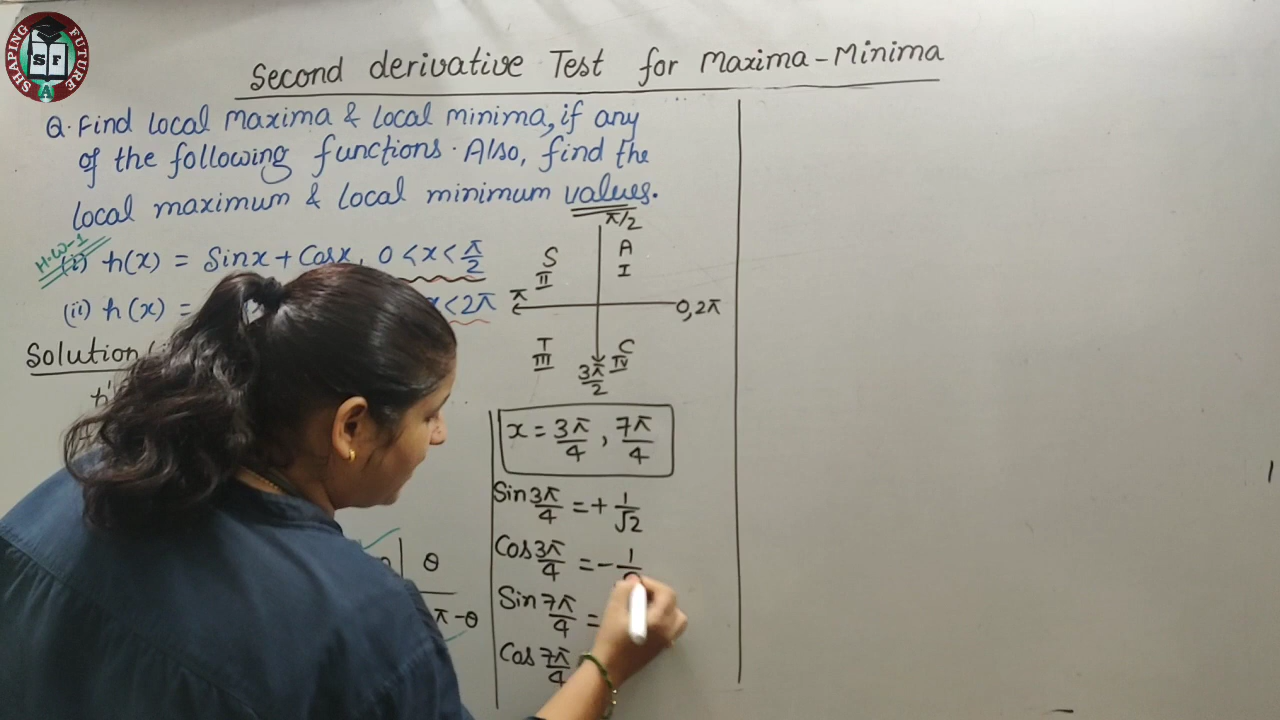 SHAPING FUTURE
S F
A
Second derivative Test for Maxima-Minima
Q. Find local maxima & local minima, if any
of the following functions. Also, find the
local maximum & local minimum values.
H.W-1
(i) h(x) = Sinx + Cosx, 0 < x < π/2
(ii) h(x) = x < 2π
Solution
h'
π/2
S A
II I
π 0, 2π
T C
III IV
3π/2
x = 3π/4, 7π/4
Sin 3π/4 = + 1/√2
Cos 3π/4 = - 1/
Sin 7π/4 =
Cos 7π/4
θ
π-θ